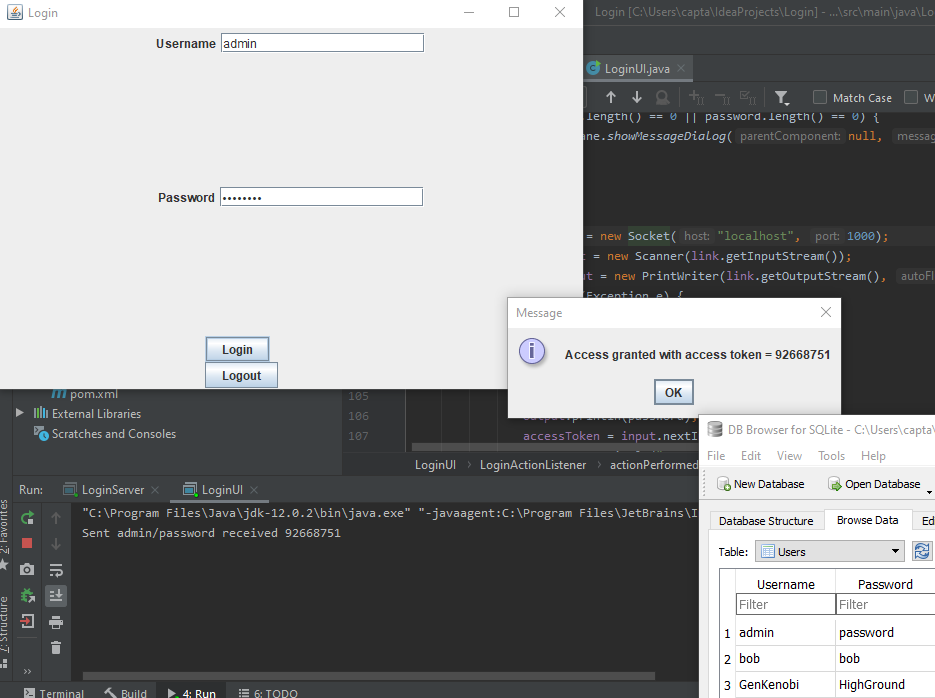 Login
Username admin
Password ••••••••
Login
Logout
Login [C:\Users\capta\IdeaProjects\Login] - ...\src\main\java\Lo
LoginUI.java
Match Case W
length() == 0 || password.length() == 0) {
ne.showMessageDialog( parentComponent: null, messag
= new Socket( host: "localhost", port: 1000);
= new Scanner(link.getInputStream());
= new PrintWriter(link.getOutputStream(), autoFl
(Exception e) {
Message
Access granted with access token = 92668751
OK
pom.xml
External Libraries
Scratches and Consoles
105
106
107
output.println(password);
accessToken = input.nextI
LoginUI > LoginActionListener > actionPerformed
Run: LoginServer LoginUI
"C:\Program Files\Java\jdk-12.0.2\bin\java.exe" "-javaagent:C:\Program Files\JetBrains\I
Sent admin/password received 92668751
2: Favorites
7: Structure
Terminal Build 4: Run 6: TODO
DB Browser for SQLite - C:\Users\capta\
File Edit View Tools Help
New Database Open Database
Database Structure Browse Data Ed
Table: Users
Username Password
Filter Filter
1 admin password
2 bob bob
3 GenKenobi HighGround